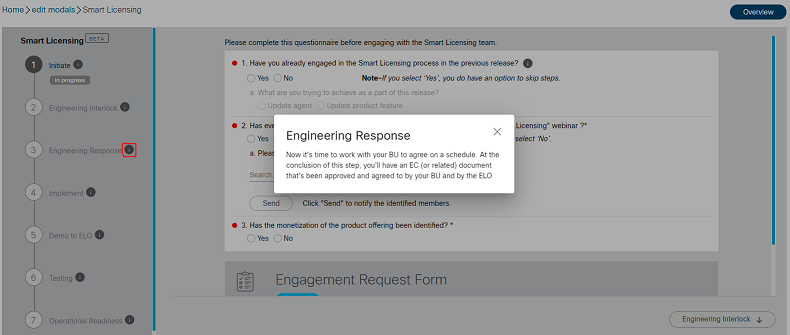 Home > edit modals > Smart Licensing
Overview
Smart Licensing BETA
1 Initiate
In progress
2 Engineering Interlock
3 Engineering Response
4 Implement
5 Demo to ELO
6 Testing
7 Operational Readiness
Please complete this questionnaire before engaging with the Smart Licensing team.
1. Have you already engaged in the Smart Licensing process in the previous release?
Yes No Note-If you select 'Yes', you do have an option to skip steps.
a. What are you trying to achieve as a part of this release?
Update agent Update product feature
2. Has eve Licensing" webinar ?*
Yes select 'No'.
a. Pleas
Search.
Send Click "Send" to notify the identified members.
3. Has the monetization of the product offering been identified? *
Yes No
Engagement Request Form
Engineering Interlock
Engineering Response
Now it's time to work with your BU to agree on a schedule. At the
conclusion of this step, you'll have an EC (or related) document
that's been approved and agreed to by your BU and by the ELO